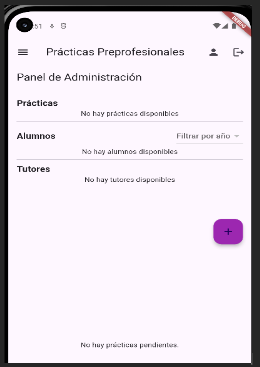 :51
Prácticas Preprofesionales
Panel de Administración
Prácticas
No hay prácticas disponibles
Alumnos
Filtrar por año
No hay alumnos disponibles
Tutores
No hay tutores disponibles
+
No hay prácticas pendientes.